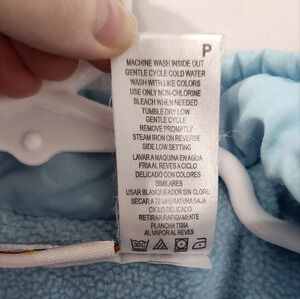 P
MACHINE WASH INSIDE OUT
GENTLE CYCLE COLD WATER
WASH WITH LIKE COLORS
USE ONLY NON-CHLORINE
BLEACH WHEN NEEDED
TUMBLE DRY LOW
GENTLE CYCLE
REMOVE PROMPTLY
STEAM IRON ON REVERSE
SIDE LOW SETTING
LAVAR A MAQUINA EN AGUA
FRIA AL REVES A CICLO
DELICADO CON COLORES
SIMILARES
USAR BLANQUEADOR SIN CLORO
SECAR A TEMPERATURA BAJA
CICLO DELICADO
RETIRAR RAPIDAMENTE
PLANCHA TIBIA
AL VAPOR AL REVES